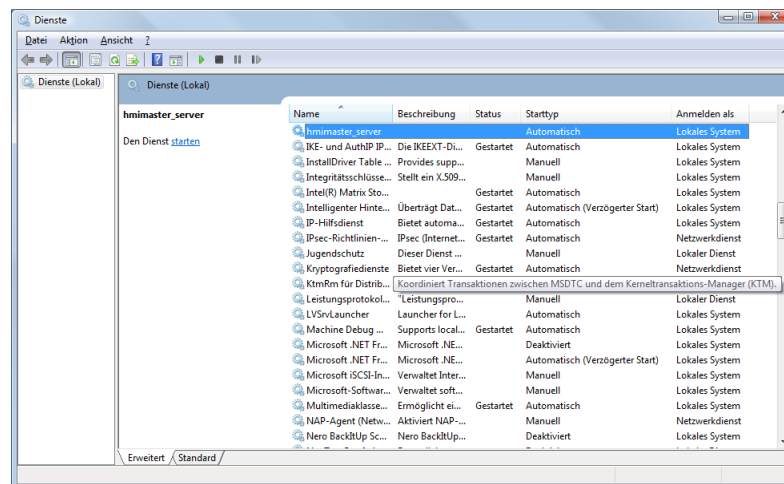 Dienste
Datei Aktion Ansicht ?
Dienste (Lokal)
Dienste (Lokal)
hmimaster_server
Den Dienst starten
Name Beschreibung Status Starttyp Anmelden als
hmimaster_server Automatisch Lokales System
IKE- und AuthIP IP... Die IKEEXT-Di... Gestartet Automatisch Lokales System
InstallDriver Table ... Provides supp... Manuell Lokales System
Integritätsschlüsse... Stellt ein X.509... Manuell Lokales System
Intel(R) Matrix Sto... Gestartet Automatisch Lokales System
Intelligenter Hinte... Überträgt Dat... Gestartet Automatisch (Verzögerter Start) Lokales System
IP-Hilfsdienst Bietet automa... Gestartet Automatisch Lokales System
IPsec-Richtlinien-... IPsec (Internet... Gestartet Automatisch Netzwerkdienst
Jugendschutz Dieser Dienst ... Manuell Lokaler Dienst
Kryptografiedienste Bietet vier Ver... Gestartet Automatisch Netzwerkdienst
KtmRm für Distrib... Koordiniert Transaktionen zwischen MSDTC und dem Kerneltransaktions-Manager (KTM).
Leistungsprotokol... "Leistungspro... Manuell Lokaler Dienst
LVSrvLauncher Launcher for L... Automatisch Lokales System
Machine Debug ... Supports local... Gestartet Automatisch Lokales System
Microsoft .NET Fr... Microsoft .NE... Deaktiviert Lokales System
Microsoft .NET Fr... Microsoft .NE... Automatisch (Verzögerter Start) Lokales System
Microsoft iSCSI-In... Verwaltet Inter... Manuell Lokales System
Microsoft-Softwar... Verwaltet soft... Manuell Lokales System
Multimediaklasse... Ermöglicht ei... Gestartet Automatisch Lokales System
NAP-Agent (Netw... Aktiviert NAP-... Manuell Netzwerkdienst
Nero BackItUp Sc... Nero BackItUp... Deaktiviert Lokales System
Erweitert Standard